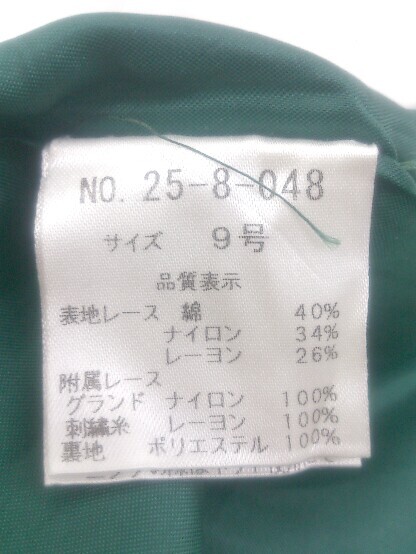 NO. 25-8-048
サイズ 9号
品質表示
表地レース 綿 40%
ナイロン 34%
レーヨン 26%
附属レース
グランド ナイロン 100%
刺繍糸 レーヨン 100%
裏地 ポリエステル 100%